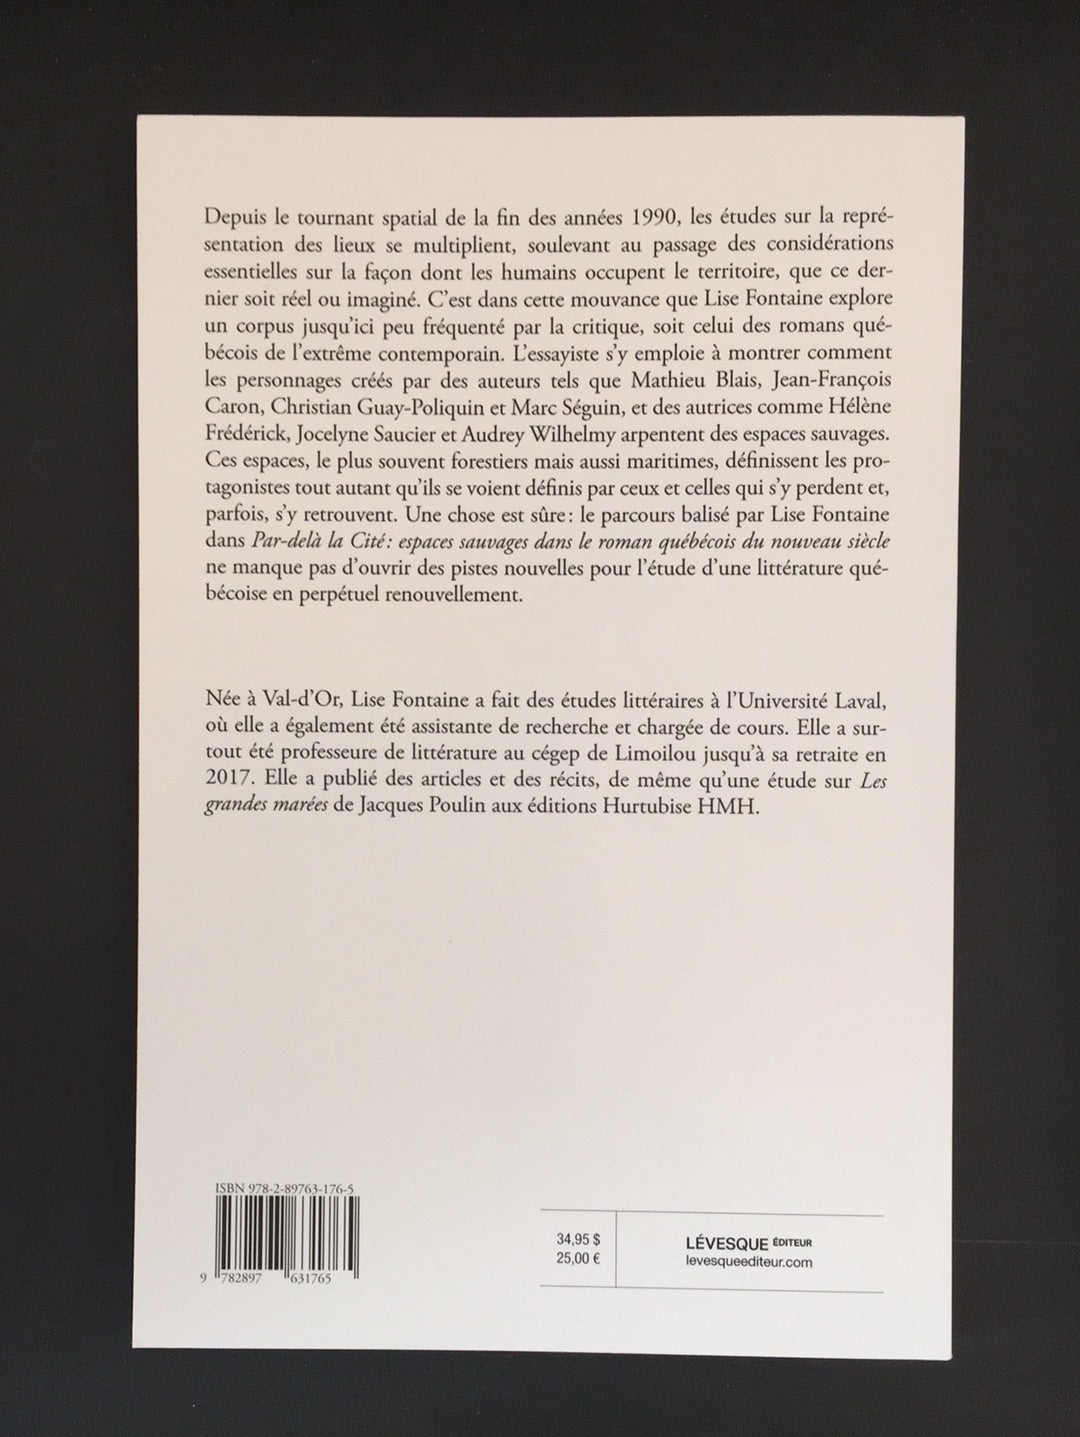 Depuis le tournant spatial de la fin des années 1990, les études sur la repré-
sentation des lieux se multiplient, soulevant au passage des considérations
essentielles sur la façon dont les humains occupent le territoire, que ce der-
nier soit réel ou imaginé. C'est dans cette mouvance que Lise Fontaine explore
un corpus jusqu'ici peu fréquenté par la critique, soit celui des romans qué-
bécois de l'extrême contemporain. L'essayiste s'y emploie à montrer comment
les personnages créés par des auteurs tels que Mathieu Blais, Jean-François
Caron, Christian Guay-Poliquin et Marc Séguin, et des autrices comme Hélène
Frédérick, Jocelyne Saucier et Audrey Wilhelmy arpentent des espaces sauvages.
Ces espaces, le plus souvent forestiers mais aussi maritimes, définissent les pro-
tagonistes tout autant qu'ils se voient définis par ceux et celles qui s'y perdent et,
parfois, s'y retrouvent. Une chose est sûre : le parcours balisé par Lise Fontaine
dans Par-delà la Cité : espaces sauvages dans le roman québécois du nouveau siècle
ne manque pas d'ouvrir des pistes nouvelles pour l'étude d'une littérature qué-
bécoise en perpétuel renouvellement.
Née à Val-d'Or, Lise Fontaine a fait des études littéraires à l'Université Laval,
où elle a également été assistante de recherche et chargée de cours. Elle a sur-
tout été professeure de littérature au cégep de Limoilou jusqu'à sa retraite en
2017. Elle a publié des articles et des récits, de même qu'une étude sur Les
grandes marées de Jacques Poulin aux éditions Hurtubise HMH.
ISBN 978-2-89763-176-5
9 782897 631765
34,95 $
25,00 €
LÉVESQUE ÉDITEUR
levesqueediteur.com